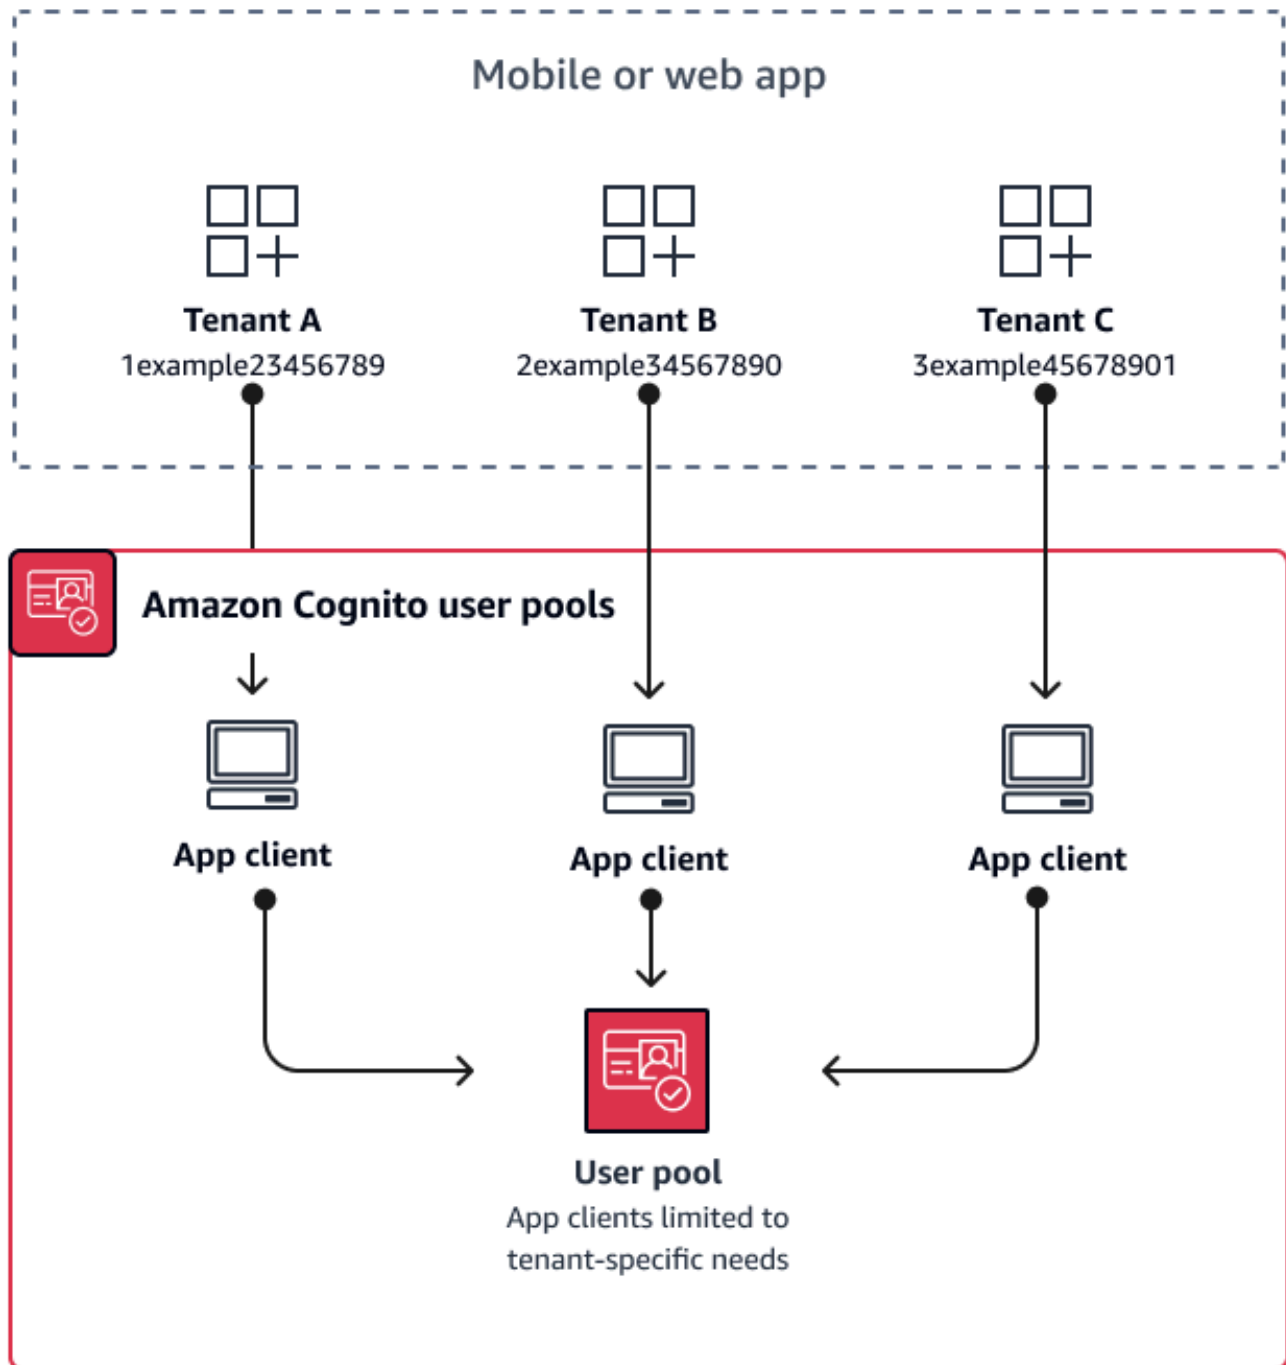 Mobile or web app
Tenant A
1example23456789
Tenant B
2example34567890
Tenant C
3example45678901
Amazon Cognito user pools
App client
App client
App client
User pool
App clients limited to
tenant-specific needs